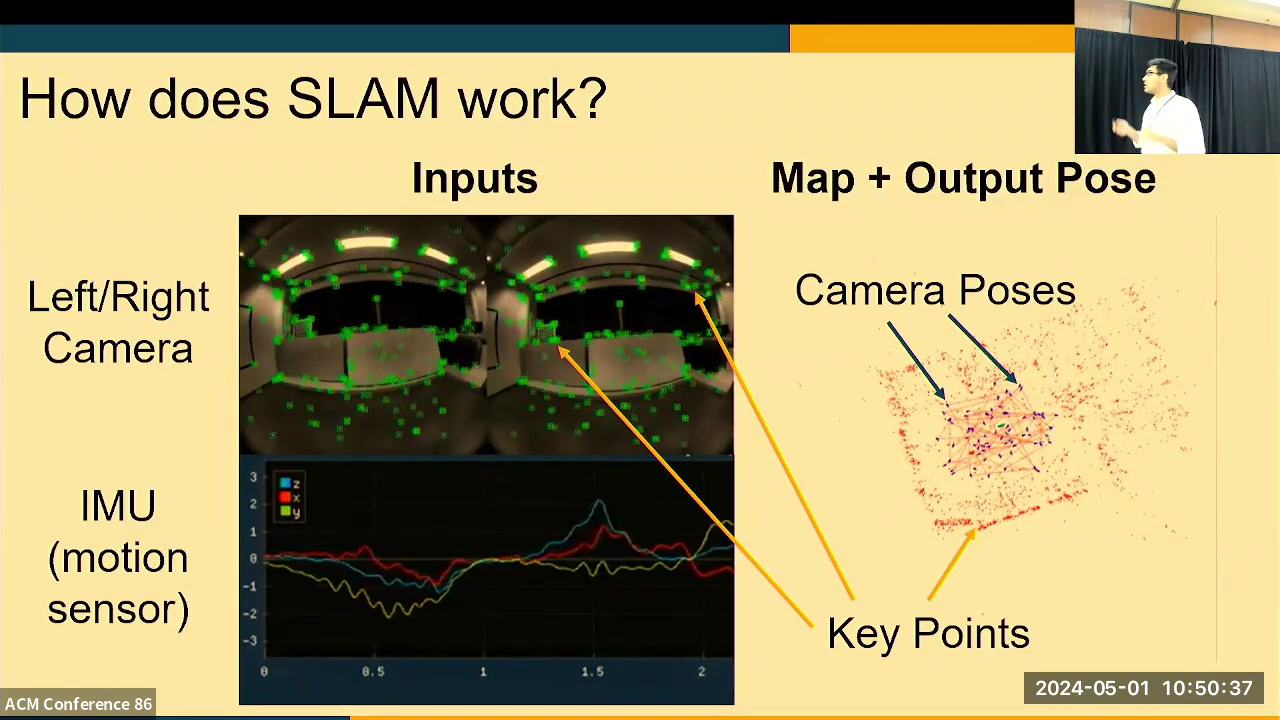 How does SLAM work?
Inputs
Map + Output Pose
Left/Right
Camera
Camera Poses
IMU
(motion
sensor)
3
2
1
0
-1
-2
-3
z
x
y
0
0.5
1
1.5
2
Key Points
2024-05-01 10:50:37
ACM Conference 86